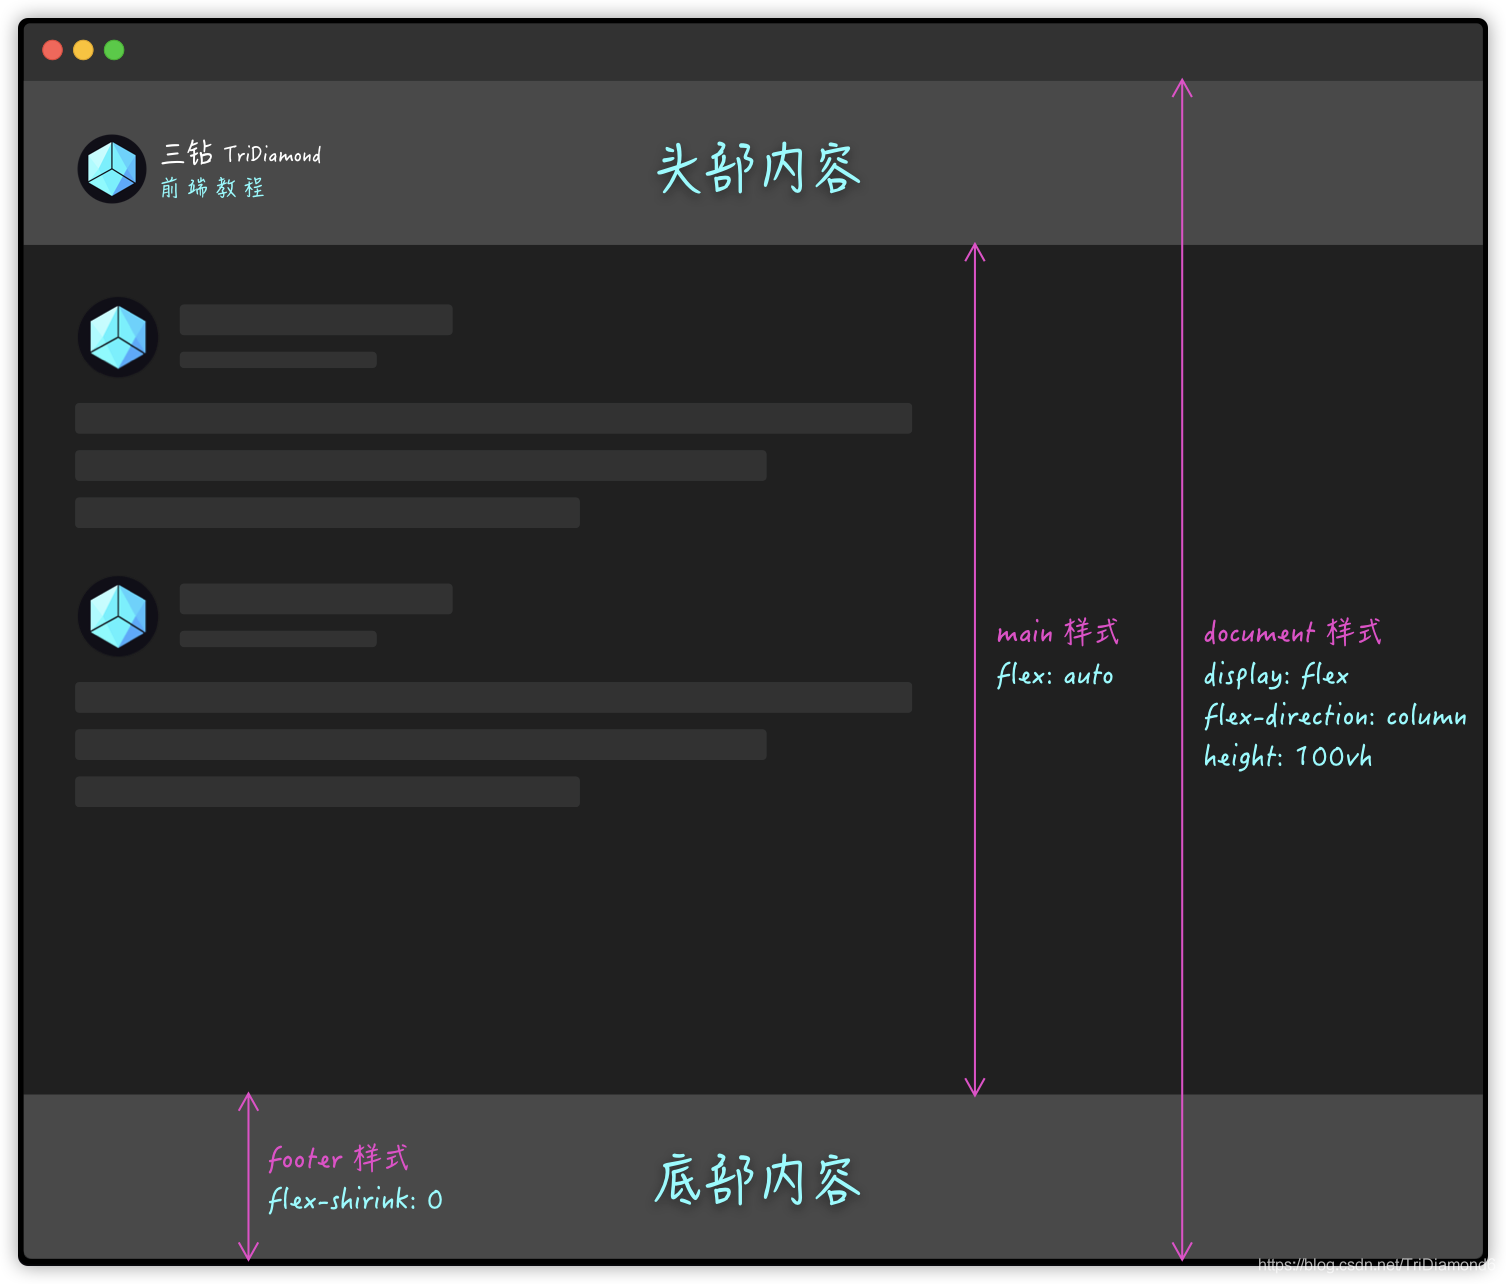 三钻 TriDiamond
前端教程
头部内容
main 样式
flex: auto
document 样式
display: flex
flex-direction: column
height: 100vh
footer 样式
flex-shirink: 0
底部内容
https://blog.csdn.net/TriDiamond